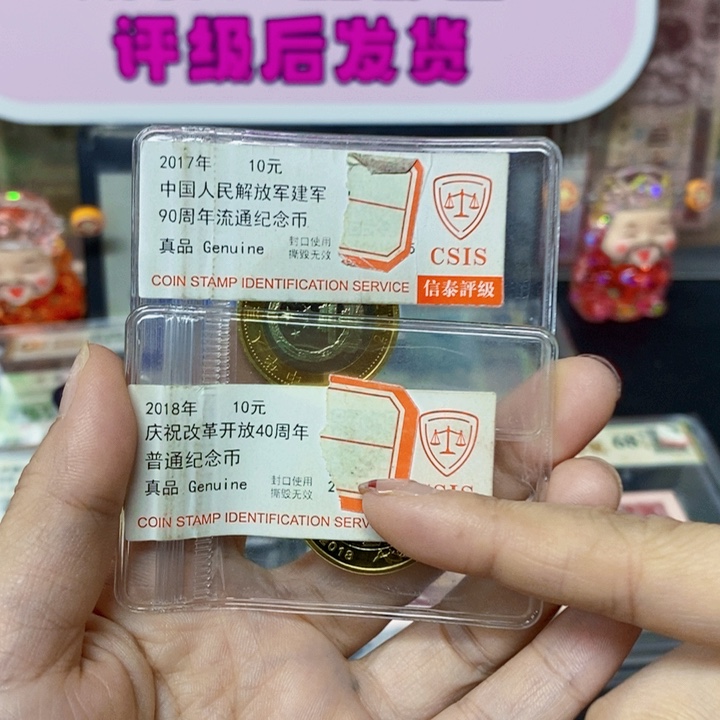 评级后发货
2017年 10元
中国人民解放军建军
90周年流通纪念币
真品 Genuine
封口使用
撕毁无效
5
CSIS
COIN STAMP IDENTIFICATION SERVICE
信泰評級
2018年 10元
庆祝改革开放40周年
普通纪念币
真品 Genuine
封口使用
撕毁无效
2
CSIS
COIN STAMP IDENTIFICATION SERV
2018